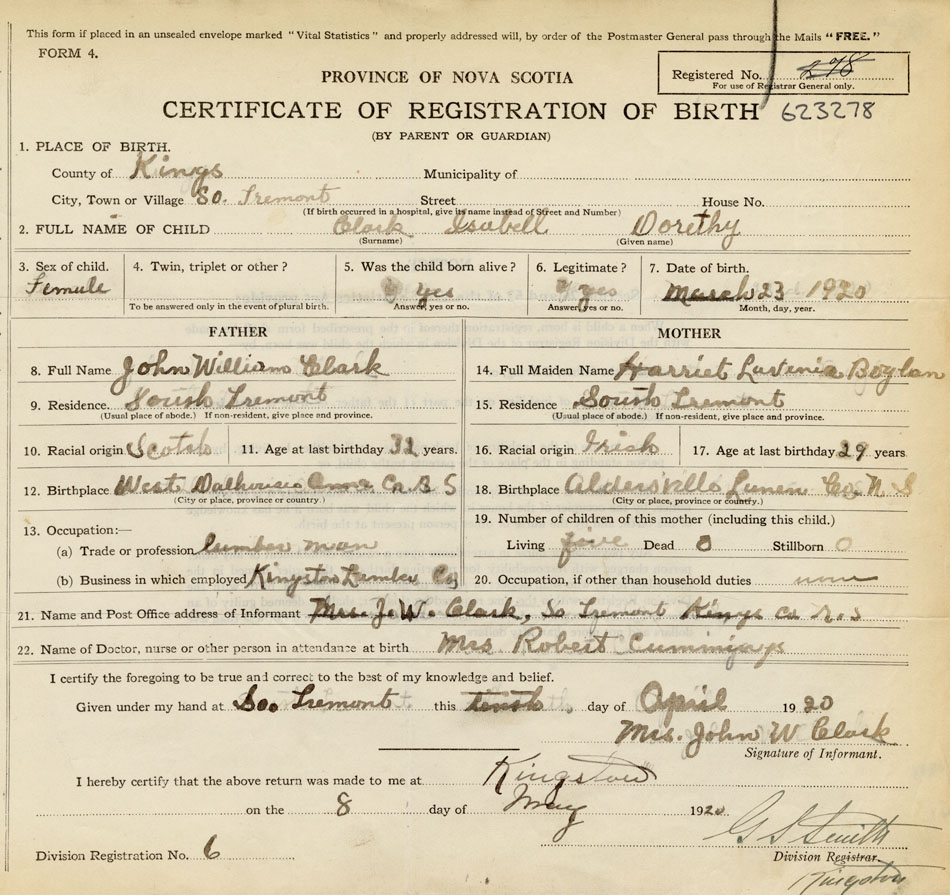 This form if placed in an unsealed envelope marked "Vital Statistics" and properly addressed will, by order of the Postmaster General pass through the Mails "FREE."
FORM 4.
PROVINCE OF NOVA SCOTIA
Registered No. 298
For use of Registrar General only.
CERTIFICATE OF REGISTRATION OF BIRTH 623278
(BY PARENT OR GUARDIAN)
1. PLACE OF BIRTH.
County of Kings Municipality of
City, Town or Village So. Tremont Street House No.
(If birth occurred in a hospital, give its name instead of Street and Number)
2. FULL NAME OF CHILD Clark Isabell Dorethy
(Surname) (Given name)
3. Sex of child. 4. Twin, triplet or other? 5. Was the child born alive? 6. Legitimate? 7. Date of birth.
Female yes yes March 23 1920
To be answered only in the event of plural birth. Answer, yes or no. Answer, yes or no. Month, day, year.
FATHER MOTHER
8. Full Name John William Clark 14. Full Maiden Name Harriet Luvinia Boylan
9. Residence. South Tremont 15. Residence South Tremont
(Usual place of abode.) If non-resident, give place and province. (Usual place of abode.) If non-resident, give place and province.
10. Racial origin Scotch 11. Age at last birthday 32 years. 16. Racial origin Irish 17. Age at last birthday 29 years
12. Birthplace West Dalhousie Anna. Co. 18. Birthplace Aldersville Lunen Co. N S
(City or place, province or country.) (City or place, province or country.)
13. Occupation:— 19. Number of children of this mother (including this child.)
(a) Trade or profession lumber man Living five Dead 0 Stillborn 0
(b) Business in which employed Kingston Lumber Co 20. Occupation, if other than household duties none
21. Name and Post Office address of Informant Mrs. J. W. Clark, So Tremont Kings co n. s
22. Name of Doctor, nurse or other person in attendance at birth Mrs Robert Cummings
I certify the foregoing to be true and correct to the best of my knowledge and belief.
Given under my hand at So. Tremont this tenth day of April 1920
Mrs. John W Clark
Signature of Informant.
I hereby certify that the above return was made to me at Kingston
on the 8 day of May 1920
G S Smith
Division Registration No. 6 Division Registrar.
Kingston